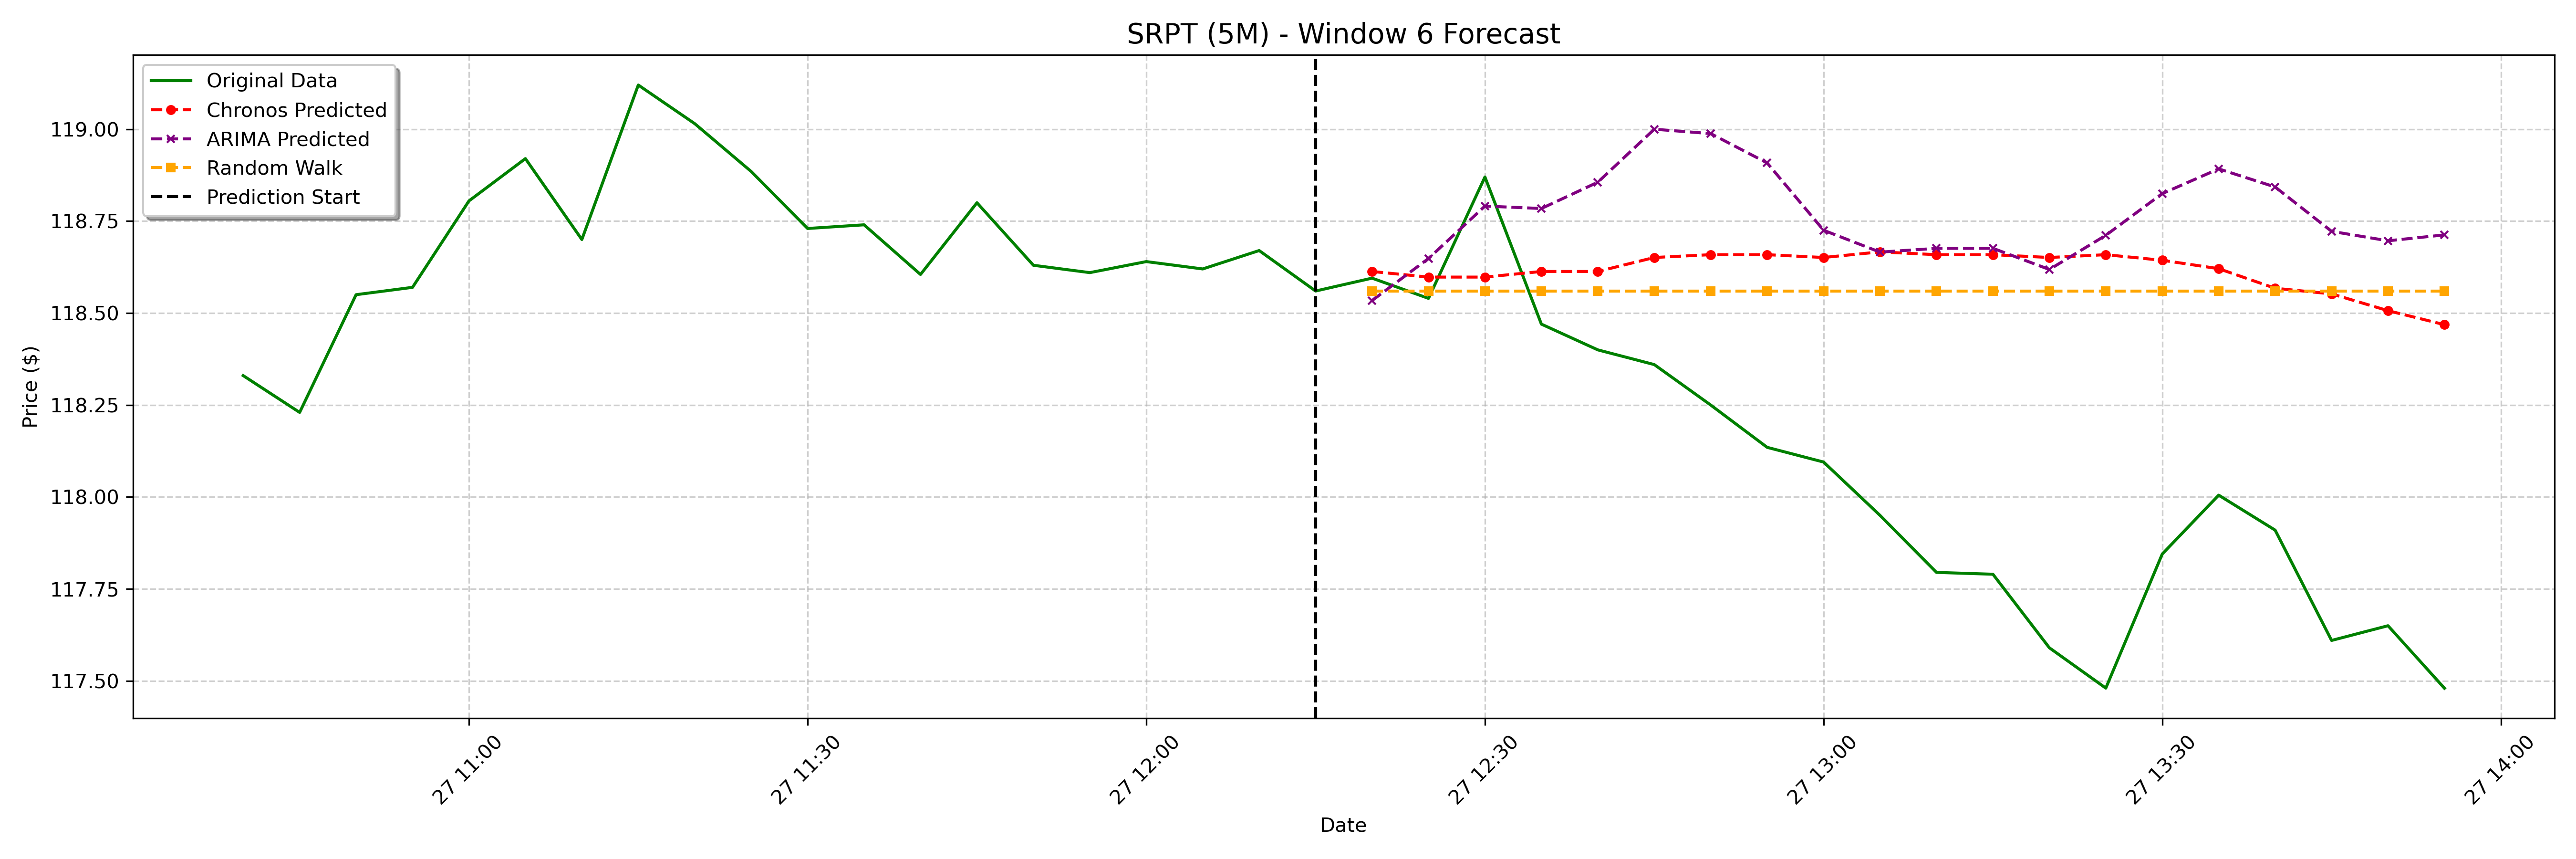 SRPT (5M) - Window 6 Forecast
Original Data
Chronos Predicted
ARIMA Predicted
Random Walk
Prediction Start
Price ($)
119.00
118.75
118.50
118.25
118.00
117.75
117.50
27 11:00
27 11:30
27 12:00
27 12:30
27 13:00
27 13:30
27 14:00
Date